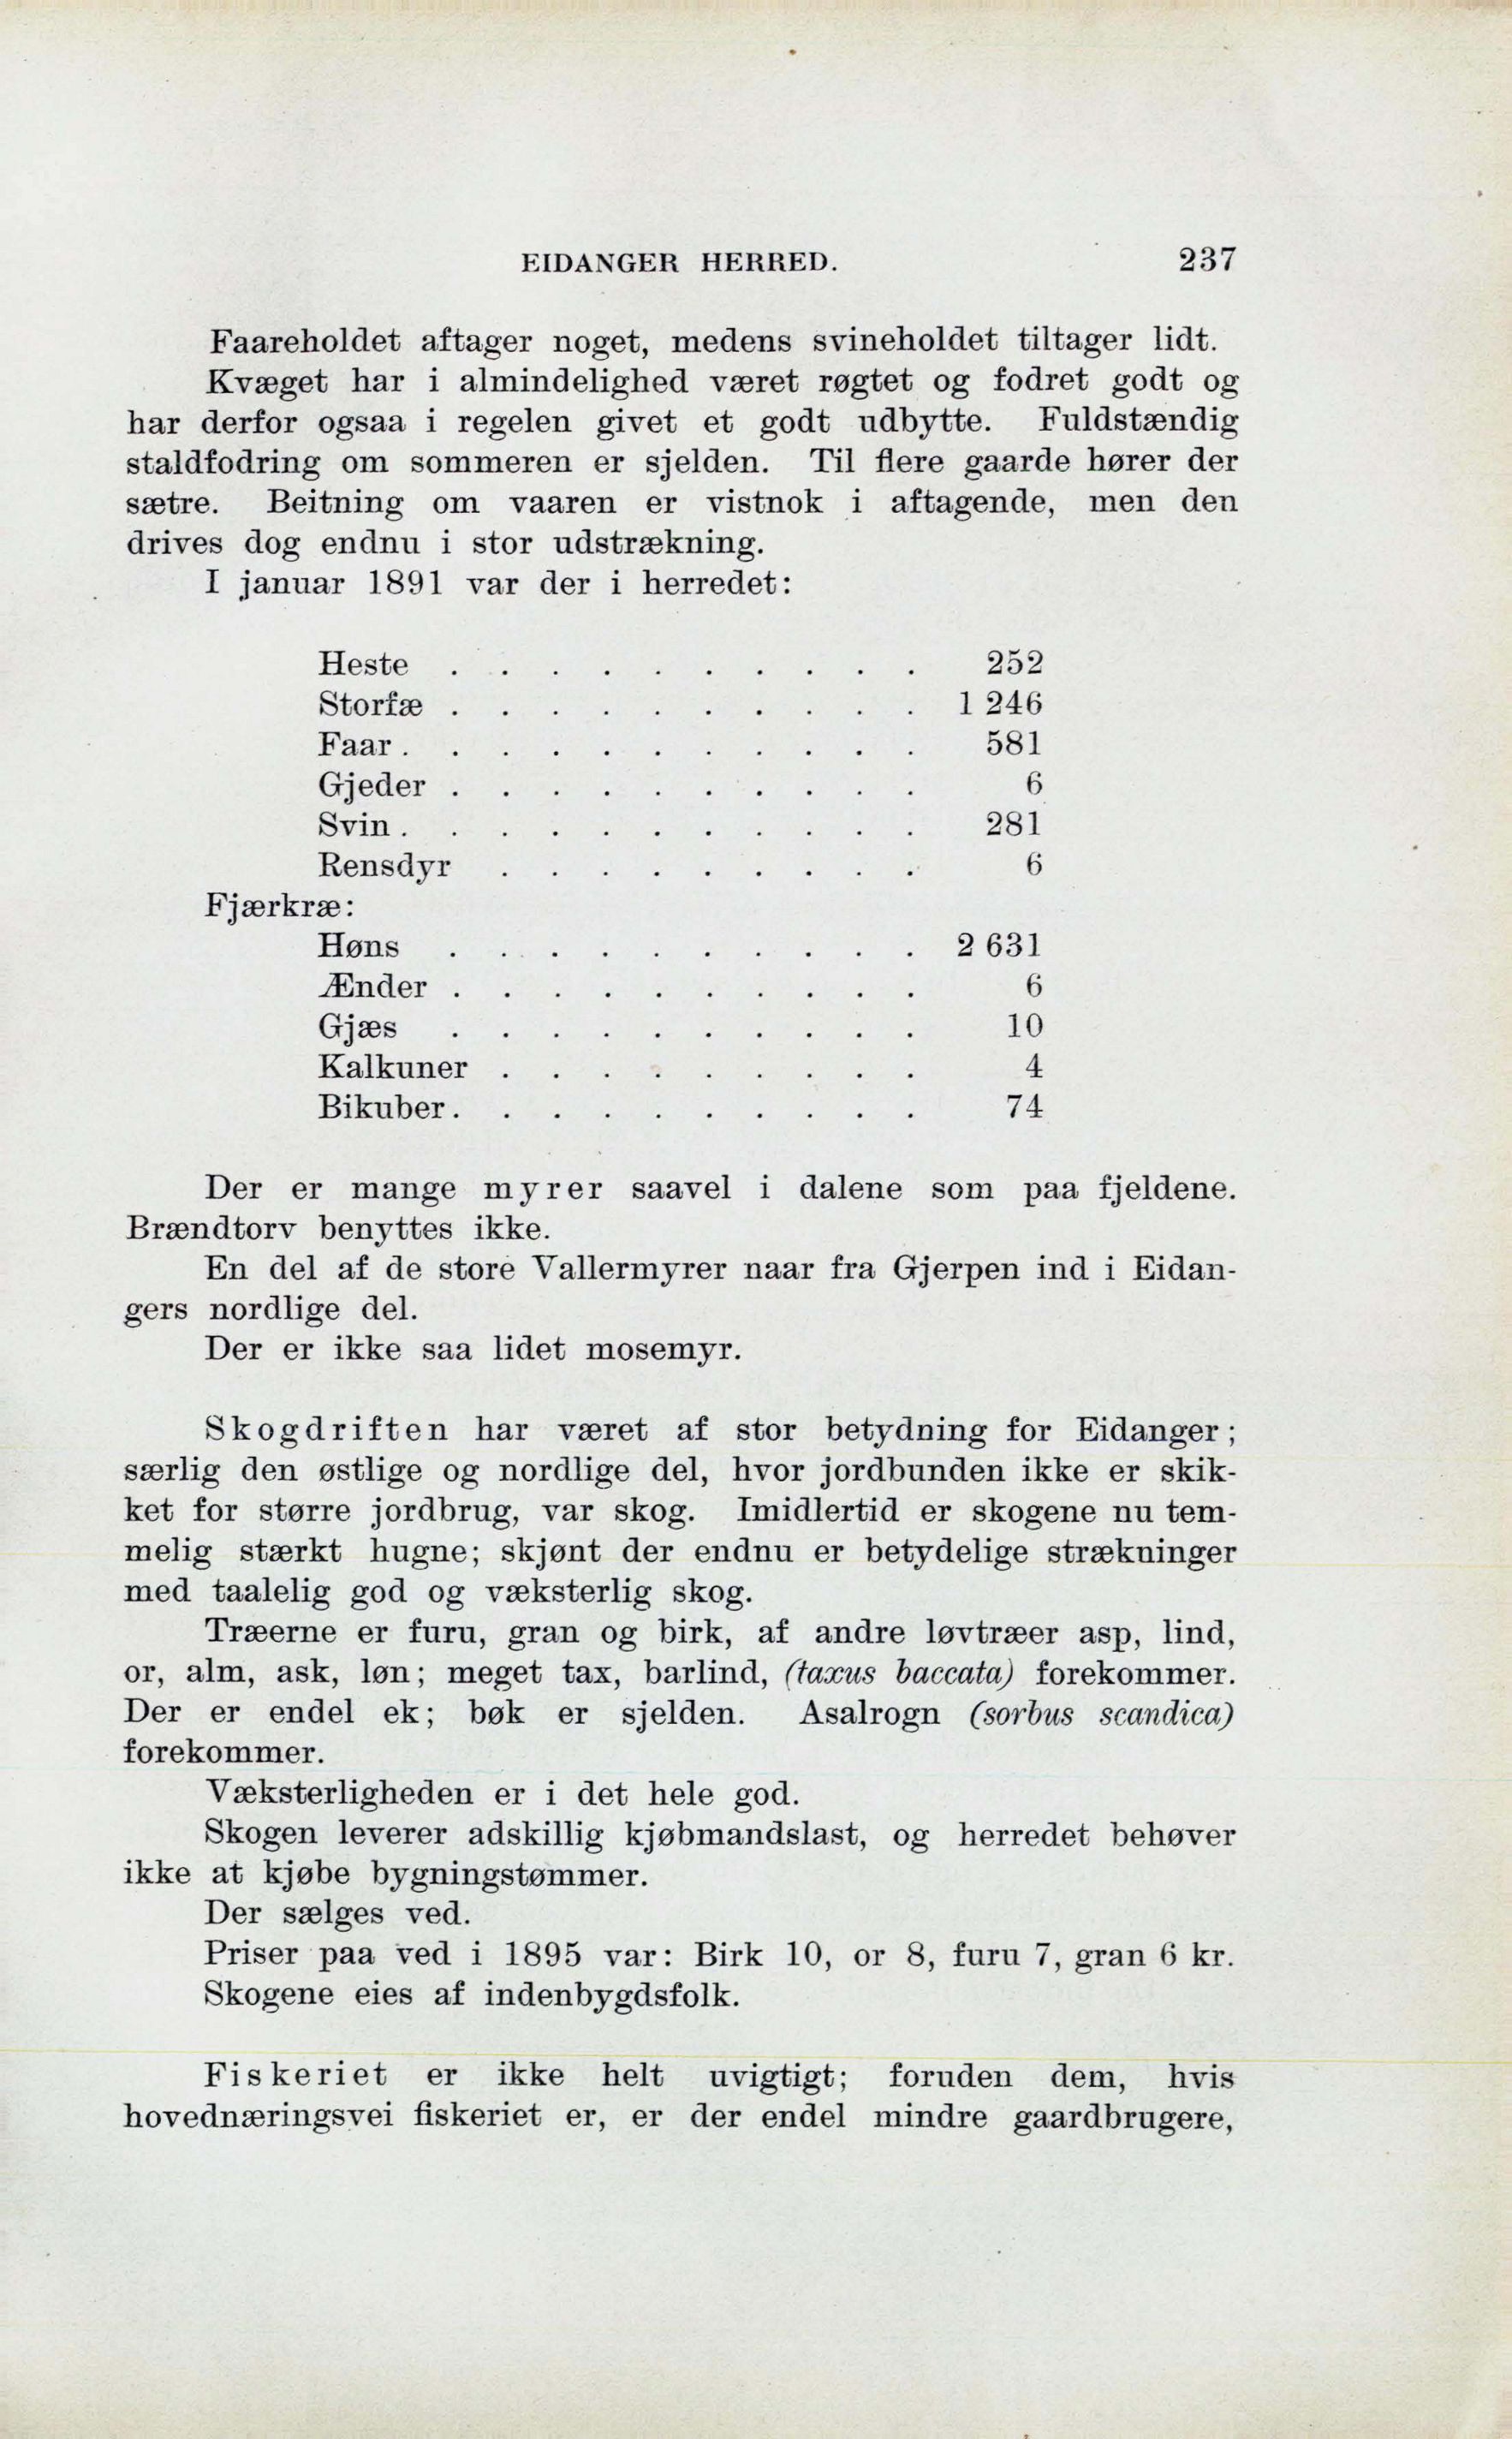 EIDANGER HERRED. 237
Faareholdet aftager noget, medens svineholdet tiltager lidt.
Kvæget har i almindelighed været røgtet og fodret godt og
har derfor ogsaa i regelen givet et godt udbytte. Fuldstændig
staldfodring om sommeren er sjelden. Til flere gaarde hører der
sætre. Beitning om vaaren er vistnok i aftagende, men den
drives dog endnu i stor udstrækning.
I januar 1891 var der i herredet:
Heste . . . . . . . . . . 252
Storfæ . . . . . . . . . . 1 246
Faar . . . . . . . . . . . 581
Gjeder . . . . . . . . . . 6
Svin . . . . . . . . . . . 281
Rensdyr . . . . . . . . . 6
Fjærkræ:
Høns . . . . . . . . . . 2 631
Ænder . . . . . . . . . . 6
Gjæs . . . . . . . . . . 10
Kalkuner . . . . . . . . . 4
Bikuber . . . . . . . . . . 74
Der er mange myrer saavel i dalene som paa fjeldene.
Brændtorv benyttes ikke.
En del af de store Vallermyrer naar fra Gjerpen ind i Eidan-
gers nordlige del.
Der er ikke saa lidet mosemyr.
Skogdriften har været af stor betydning for Eidanger;
særlig den østlige og nordlige del, hvor jordbunden ikke er skik-
ket for større jordbrug, var skog. Imidlertid er skogene nu tem-
melig stærkt hugne; skjønt der endnu er betydelige strækninger
med taalelig god og væksterlig skog.
Træerne er furu, gran og birk, af andre løvtræer asp, lind,
or, alm, ask, løn; meget tax, barlind, (taxus baccata) forekommer.
Der er endel ek; bøk er sjelden. Asalrogn (sorbus scandica)
forekommer.
Væksterligheden er i det hele god.
Skogen leverer adskillig kjøbmandslast, og herredet behøver
ikke at kjøbe bygningstømmer.
Der sælges ved.
Priser paa ved i 1895 var: Birk 10, or 8, furu 7, gran 6 kr.
Skogene eies af indenbygdsfolk.
Fiskeriet er ikke helt uvigtigt; foruden dem, hvis
hovednæringsvei fiskeriet er, er der endel mindre gaardbrugere,